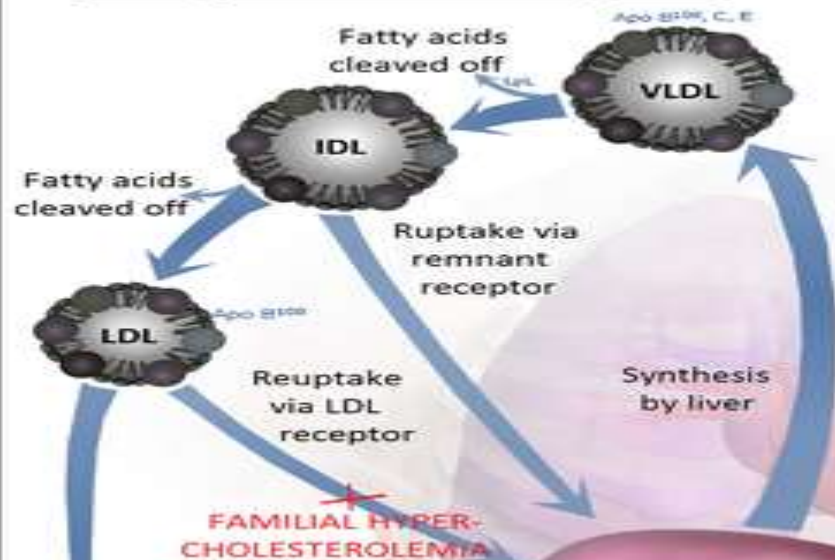 Apo B100, C, E
Fatty acids
cleaved off
LPL
VLDL
IDL
Fatty acids
cleaved off
Ruptake via
remnant
receptor
LDL
Apo B100
Reuptake
via LDL
receptor
Synthesis
by liver
FAMILIAL HYPER-
CHOLESTEROLEMIA